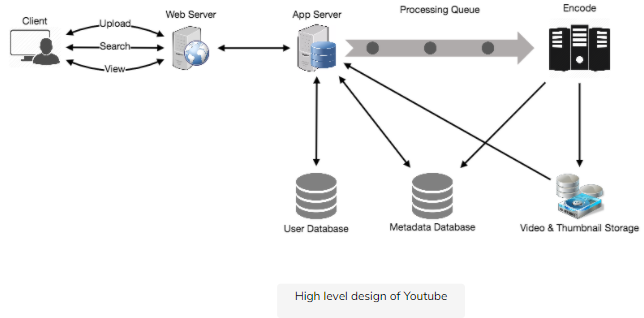 Client
Upload
Search
View
Web Server
App Server
Processing Queue
Encode
User Database
Metadata Database
Video & Thumbnail Storage
High level design of Youtube